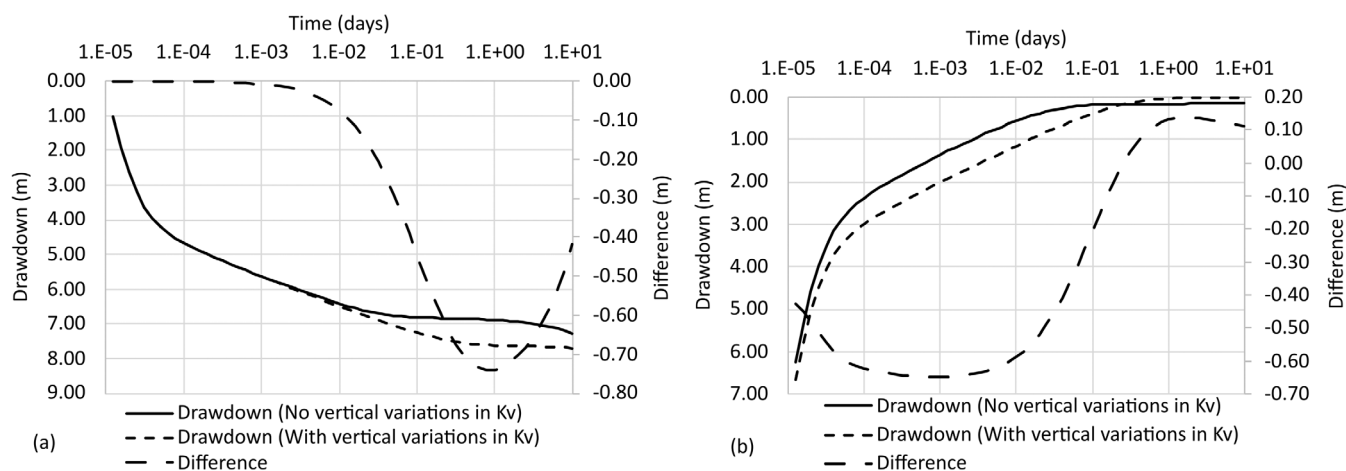 Time (days)
1.E-05 1.E-04 1.E-03 1.E-02 1.E-01 1.E+00 1.E+01
0.00 0.00
1.00 -0.10
2.00 -0.20
3.00 -0.30
4.00 -0.40
5.00 -0.50
6.00 -0.60
7.00 -0.70
8.00 -0.80
9.00
Drawdown (m)
Difference (m)
Drawdown (No vertical variations in Kv)
Drawdown (With vertical variations in Kv)
Difference
(a)
Time (days)
1.E-05 1.E-04 1.E-03 1.E-02 1.E-01 1.E+00 1.E+01
0.00 0.20
1.00 0.10
2.00 0.00
3.00 -0.10
4.00 -0.20
5.00 -0.30
6.00 -0.40
7.00 -0.50
-0.60
-0.70
Drawdown (m)
Difference (m)
Drawdown (No vertical variations in Kv)
Drawdown (With vertical variations in Kv)
Difference
(b)